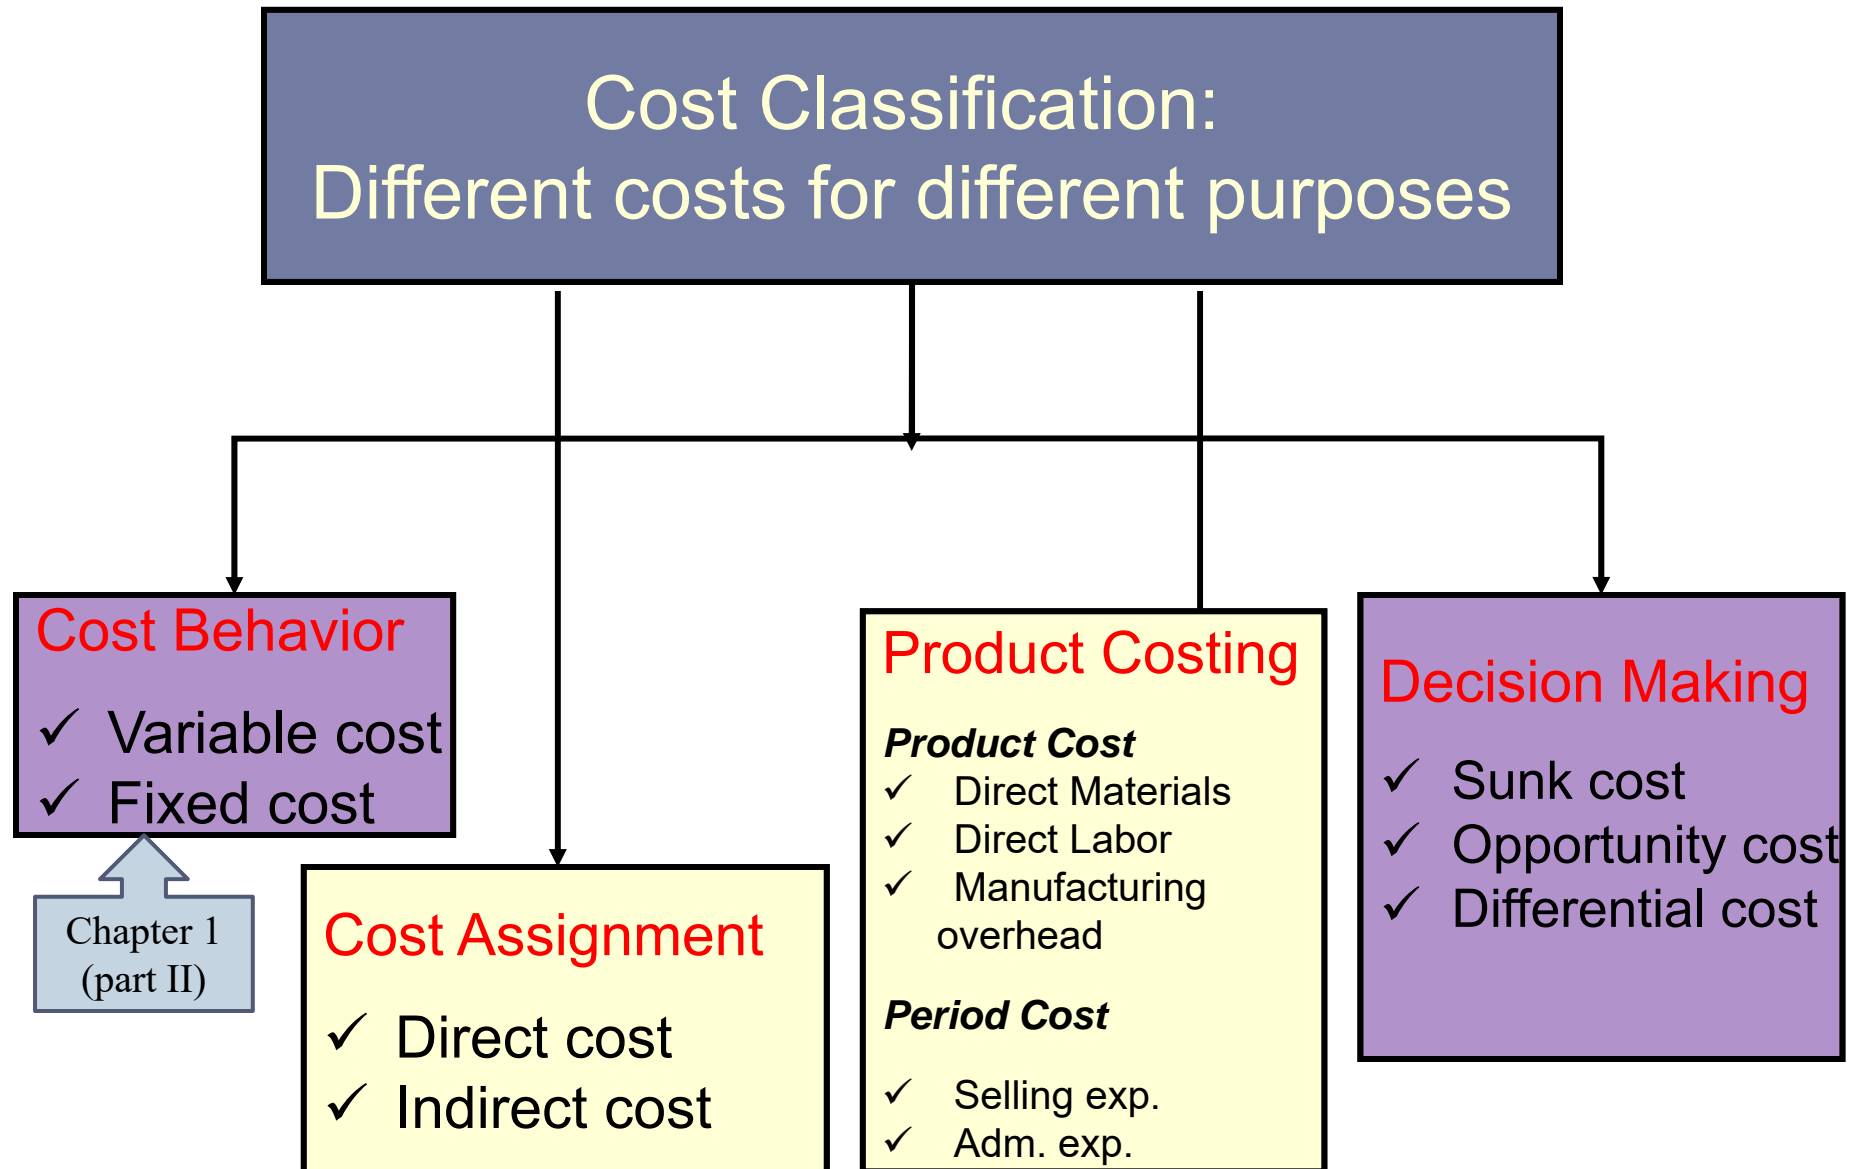 Cost Classification:
Different costs for different purposes
Cost Behavior
✓ Variable cost
✓ Fixed cost
Chapter 1
(part II)
Cost Assignment
✓ Direct cost
✓ Indirect cost
Product Costing
Product Cost
✓ Direct Materials
✓ Direct Labor
✓ Manufacturing
overhead
Period Cost
✓ Selling exp.
✓ Adm. exp.
Decision Making
✓ Sunk cost
✓ Opportunity cost
✓ Differential cost